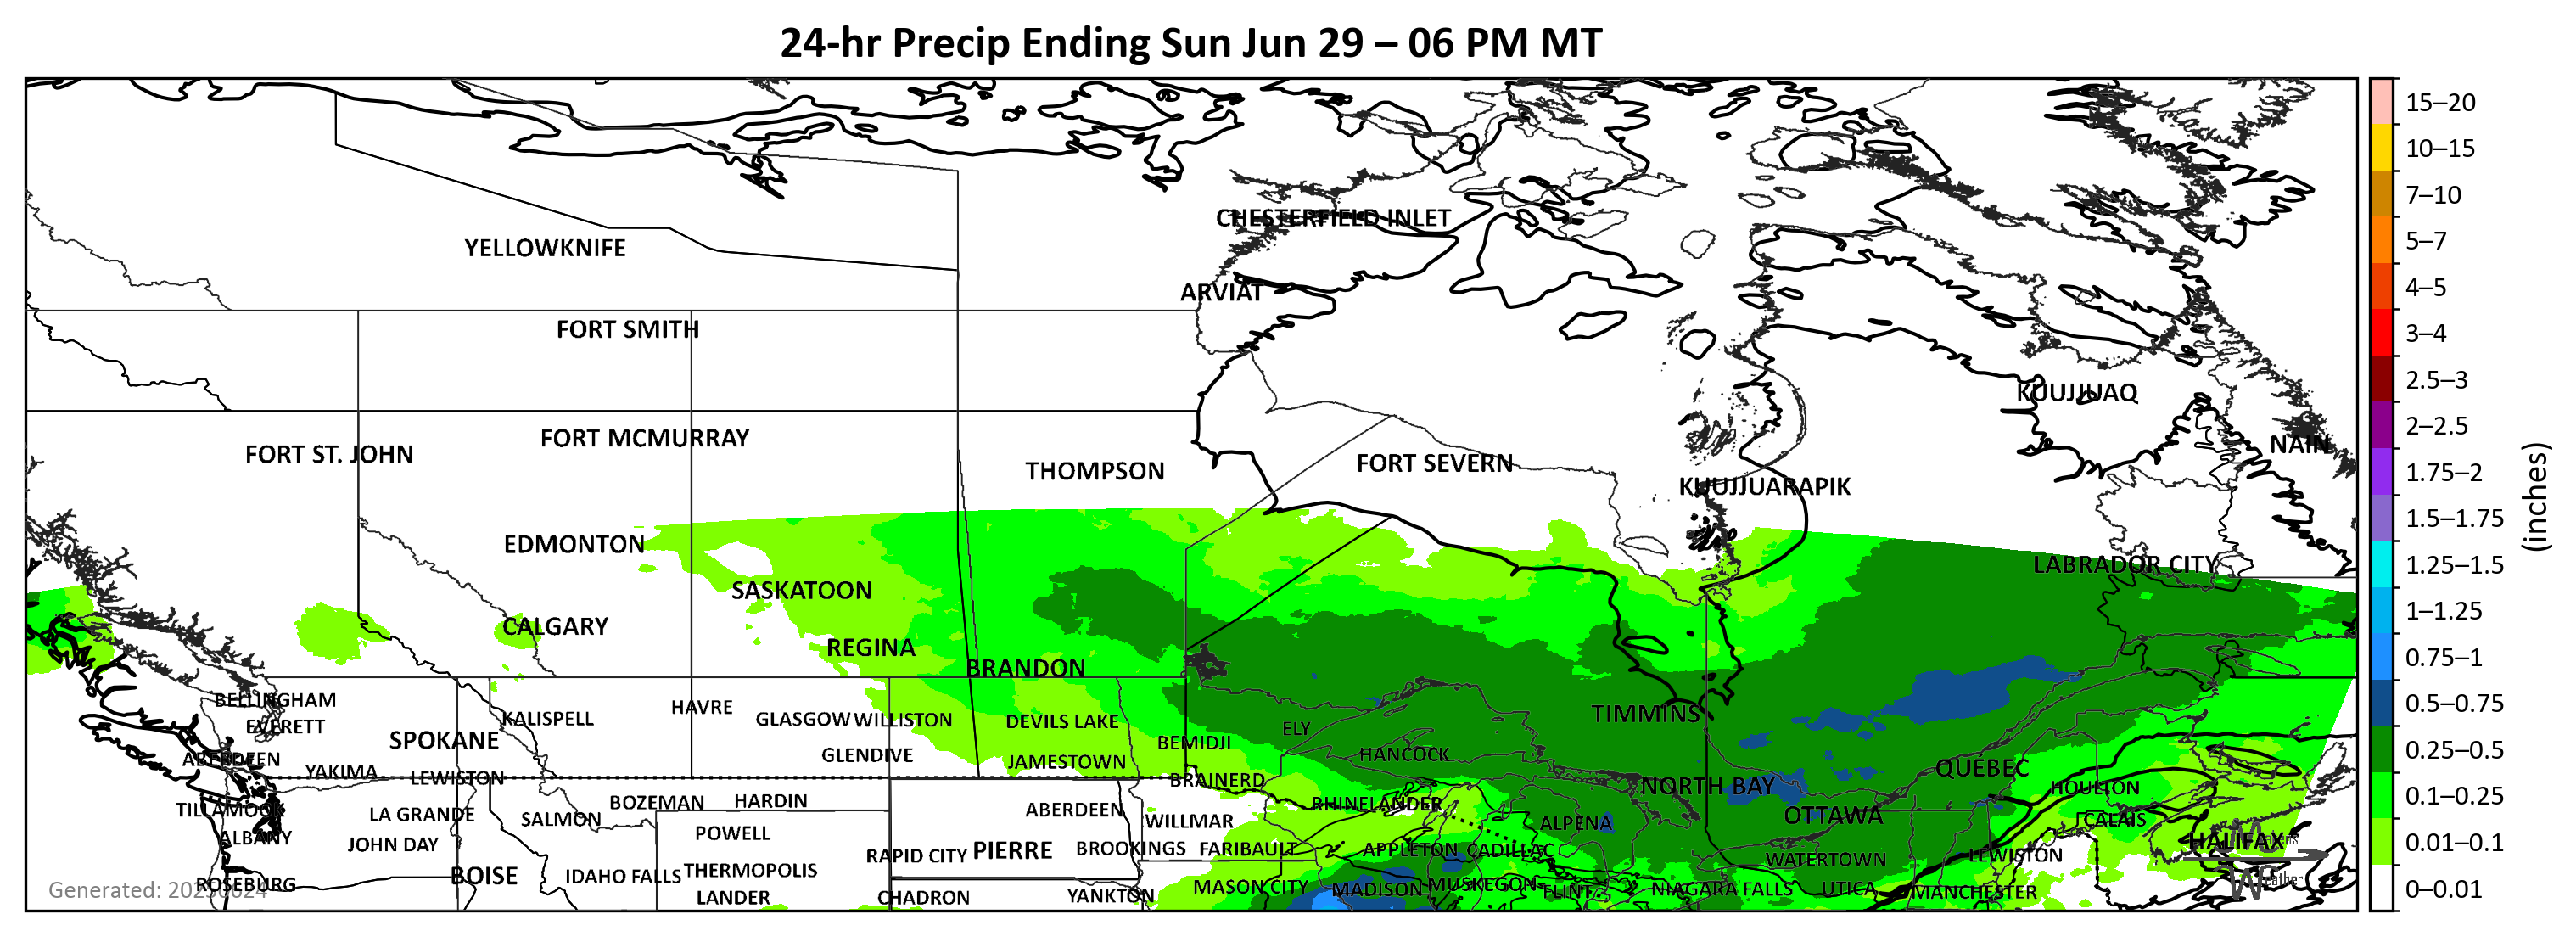 24-hr Precip Ending Sun Jun 29 – 06 PM MT
15–20
10–15
7–10
5–7
4–5
3–4
2.5–3
2–2.5
1.75–2
1.5–1.75
1.25–1.5
1–1.25
0.75–1
0.5–0.75
0.25–0.5
0.1–0.25
0.01–0.1
0–0.01
(inches)
CHESTERFIELD INLET
YELLOWKNIFE
ARVIAT
FORT SMITH
KUUJJUAQ
FORT MCMURRAY
NAIN
FORT ST. JOHN
FORT SEVERN
THOMPSON
KUUJJUARAPIK
EDMONTON
LABRADOR CITY
SASKATOON
CALGARY
REGINA
BRANDON
BELLINGHAM
HAVRE
TIMMINS
KALISPELL
GLASGOW WILLISTON
DEVILS LAKE
EVERETT
ELY
SPOKANE
BEMIDJI
GLENDIVE
HANCOCK
ABERDEEN
JAMESTOWN
QUEBEC
YAKIMA
LEWISTON
BRAINERD
NORTH BAY
HOULTON
BOZEMAN
HARDIN
RHINELANDER
TILLAMOOK
LA GRANDE
ABERDEEN
OTTAWA
SALMON
WILLMAR
ALPENA
CALAIS
POWELL
ALBANY
HALIFAX
JOHN DAY
BROOKINGS
FARIBAULT
APPLETON
CADILLAC
RAPID CITY
PIERRE
LEWISTON
WATERTOWN
THERMOPOLIS
BOISE
IDAHO FALLS
ROSEBURG
MASON CITY
MADISON
MUSKEGON
FLINT
NIAGARA FALLS
UTICA
MANCHESTER
LANDER
CHADRON
YANKTON
Generated: 20250624